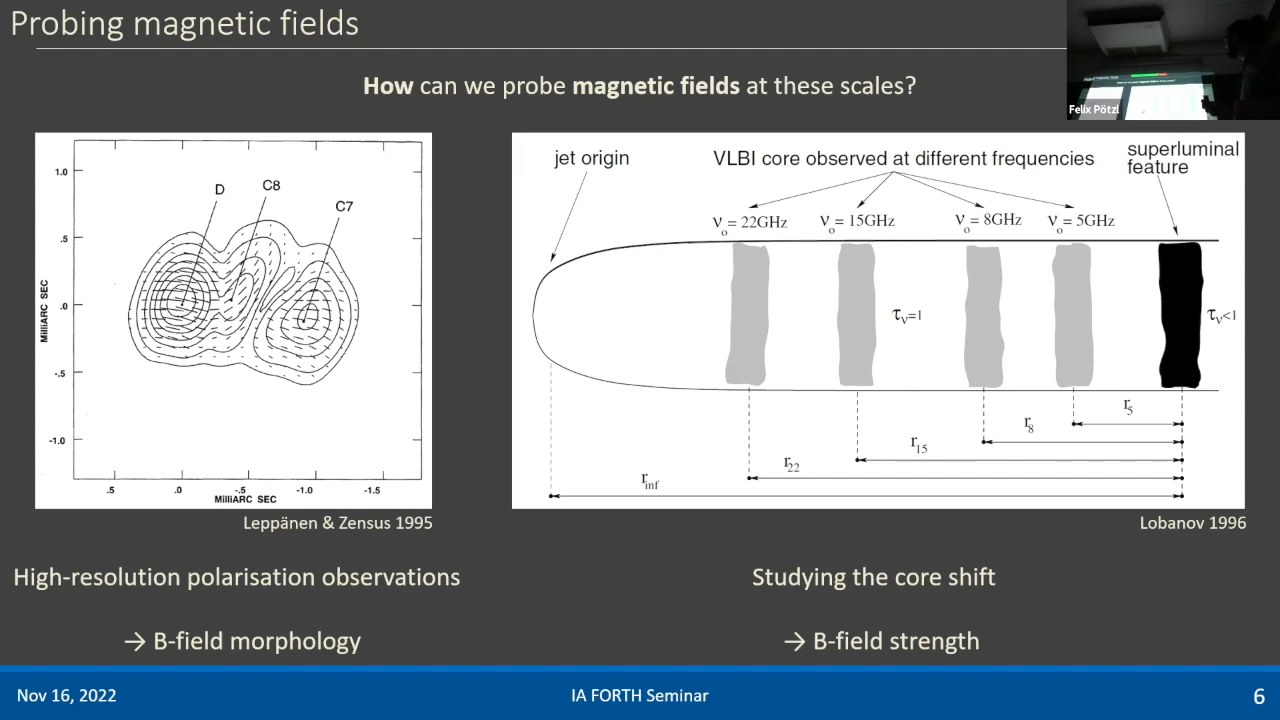 Probing magnetic fields
How can we probe magnetic fields at these scales?
Felix Pötzl
1.0
.5
.0
-.5
-1.0
MilliARC SEC
D
C8
C7
.5
.0
-.5
-1.0
-1.5
MilliARC SEC
Leppänen & Zensus 1995
jet origin
VLBI core observed at different frequencies
superluminal
feature
νo = 22GHz
νo = 15GHz
νo = 8GHz
νo = 5GHz
τν=1
τν<1
r5
r8
r15
r22
rinf
Lobanov 1996
High-resolution polarisation observations
→ B-field morphology
Studying the core shift
→ B-field strength
Nov 16, 2022
IA FORTH Seminar
6